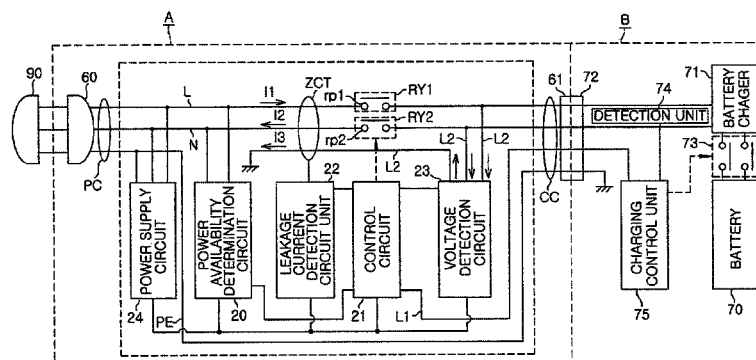 A
B
90
60
L
I1
ZCT
rp1
RY1
61
72
71
74
I2
RY2
DETECTION UNIT
BATTERY CHAGER
N
I3
rp2
L2
L2
L2
22
23
73
PC
CC
POWER SUPPLY CIRCUIT
POWER AVAILABILITY DETERMINATION CIRCUIT
LEAKAGE CURRENT DETECTION CIRCUIT UNIT
CONTROL CIRCUIT
VOLTAGE DETECTION CIRCUIT
CHARGING CONTROL UNIT
BATTERY
24
PE
20
21
L1
75
70